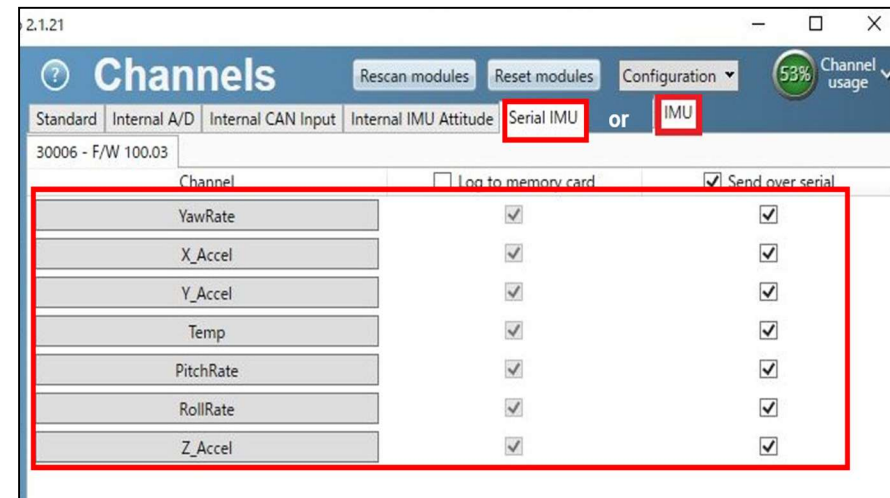 2.1.21
Channels
Rescan modules
Reset modules
Configuration
53%
Channel
usage
Standard
Internal A/D
Internal CAN Input
Internal IMU Attitude
Serial IMU
or
IMU
30006 - F/W 100.03
Channel
Log to memory card
Send over serial
YawRate
X_Accel
Y_Accel
Temp
PitchRate
RollRate
Z_Accel